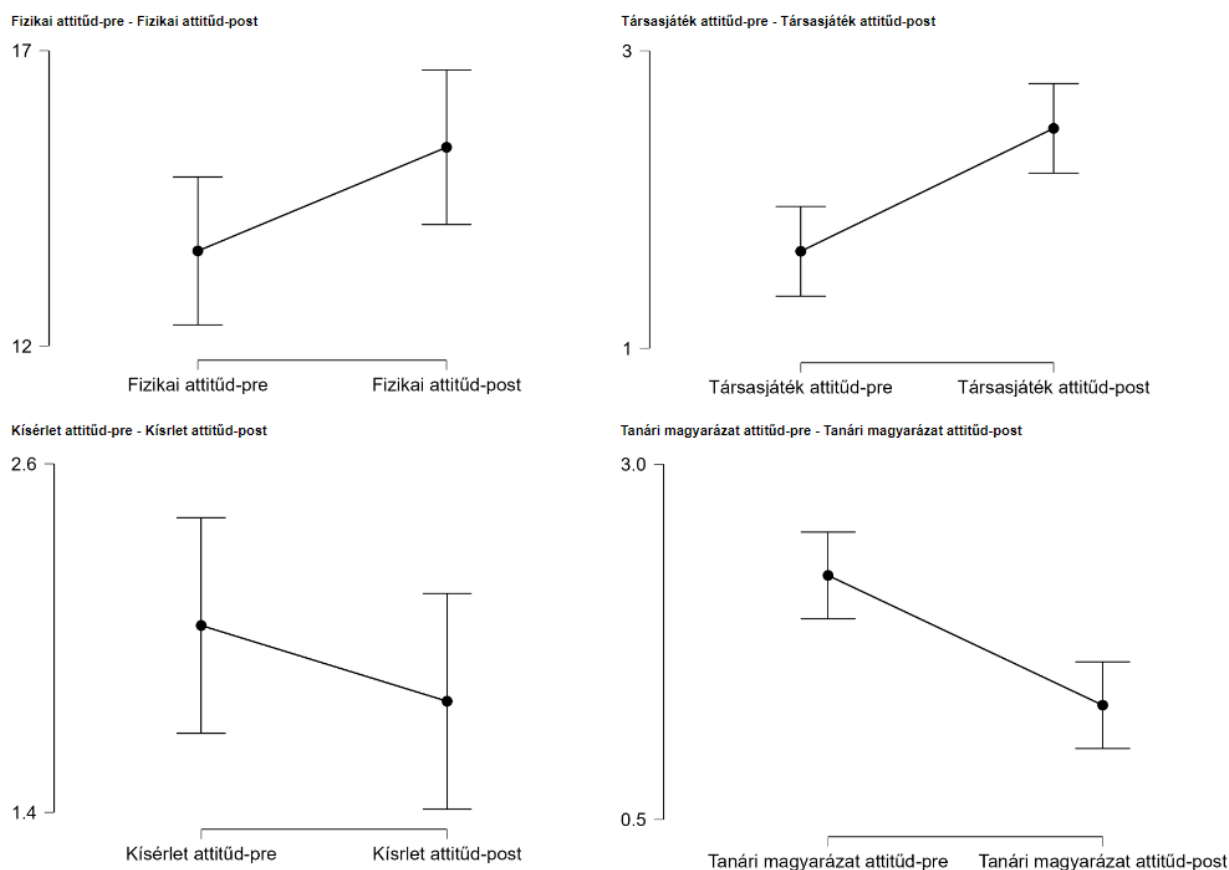 Fizikai attitűd-pre - Fizikai attitűd-post
17
12
Fizikai attitűd-pre
Fizikai attitűd-post
Társasjáték attitűd-pre - Társasjáték attitűd-post
3
1
Társasjáték attitűd-pre
Társasjáték attitűd-post
Kísérlet attitűd-pre - Kísrlet attitűd-post
2.6
1.4
Kísérlet attitűd-pre
Kísrlet attitűd-post
Tanári magyarázat attitűd-pre - Tanári magyarázat attitűd-post
3.0
0.5
Tanári magyarázat attitűd-pre
Tanári magyarázat attitűd-post